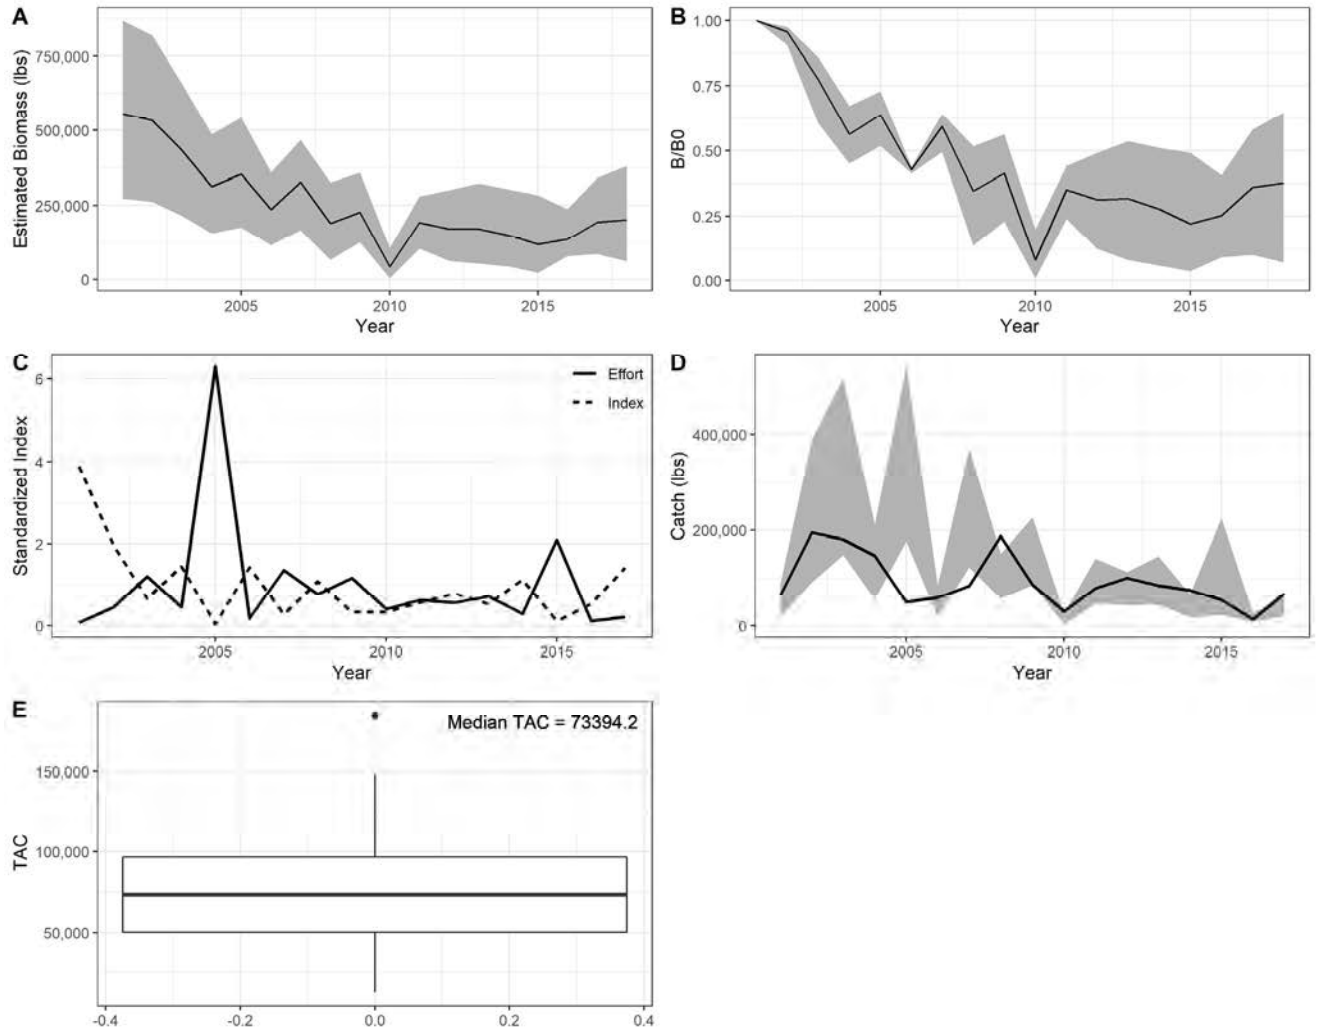 A
Estimated Biomass (lbs)
750,000
500,000
250,000
0
2005
2010
2015
Year
B
B/B0
1.00
0.75
0.50
0.25
0.00
2005
2010
2015
Year
C
Standardized Index
6
4
2
0
Effort
Index
2005
2010
2015
Year
D
Catch (lbs)
400,000
200,000
0
2005
2010
2015
Year
E
Median TAC = 73394.2
TAC
150,000
100,000
50,000
-0.4
-0.2
0.0
0.2
0.4